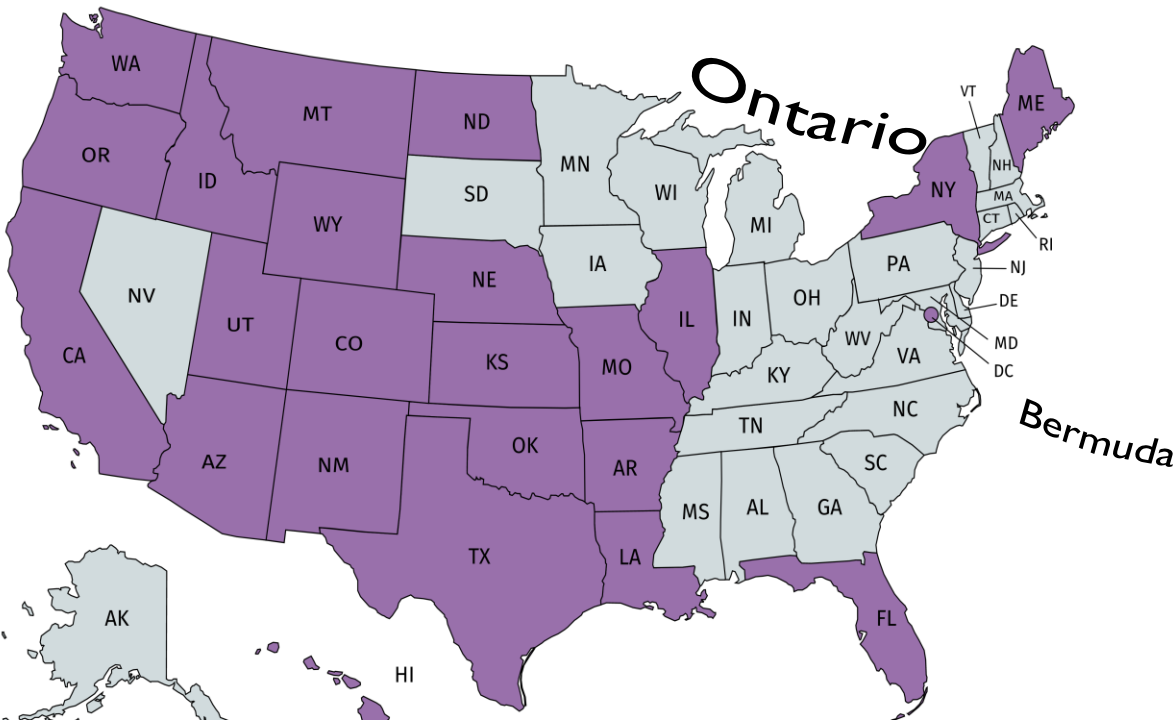 Ontario
Bermuda
WA
MT
ND
MN
OR
ID
SD
WI
MI
WY
NE
IA
NV
UT
CO
KS
MO
IL
IN
OH
PA
NY
VT
ME
NH
MA
CT
RI
NJ
DE
MD
DC
WV
VA
KY
CA
AZ
NM
OK
AR
TN
NC
SC
MS
AL
GA
TX
LA
FL
AK
HI